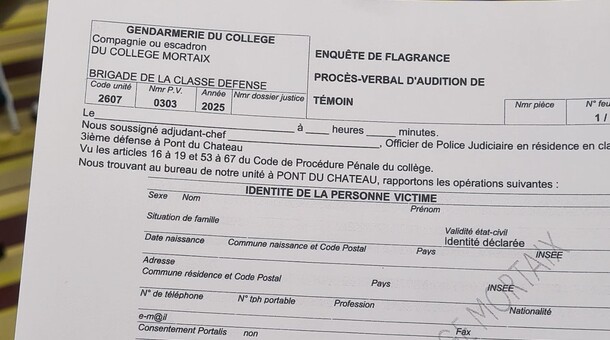 GENDARMERIE DU COLLEGE
Compagnie ou escadron
DU COLLEGE MORTAIX
BRIGADE DE LA CLASSE DEFENSE
Code unité Nmr P.V. Année Nmr dossier justice
2607 0303 2025
ENQUÊTE DE FLAGRANCE
PROCÈS-VERBAL D'AUDITION DE
TÉMOIN
Nmr pièce N° feu
1 /
Le à heures minutes.
Nous soussigné adjudant-chef , Officier de Police Judiciaire en résidence en cla
3ième défense à Pont du Chateau
Vu les articles 16 à 19 et 53 à 67 du Code de Procédure Pénale du collège.
Nous trouvant au bureau de notre unité à PONT DU CHATEAU, rapportons les opérations suivantes :
IDENTITE DE LA PERSONNE VICTIME
Sexe Nom Prénom
Situation de famille
Validité état-civil
Identité déclarée
Date naissance Commune naissance et Code Postal Pays INSEE
Adresse
Commune résidence et Code Postal Pays INSEE
N° de téléphone N° tph portable Profession Nationalité
e-m@il
Fax
Consentement Portalis non
MORTAIX